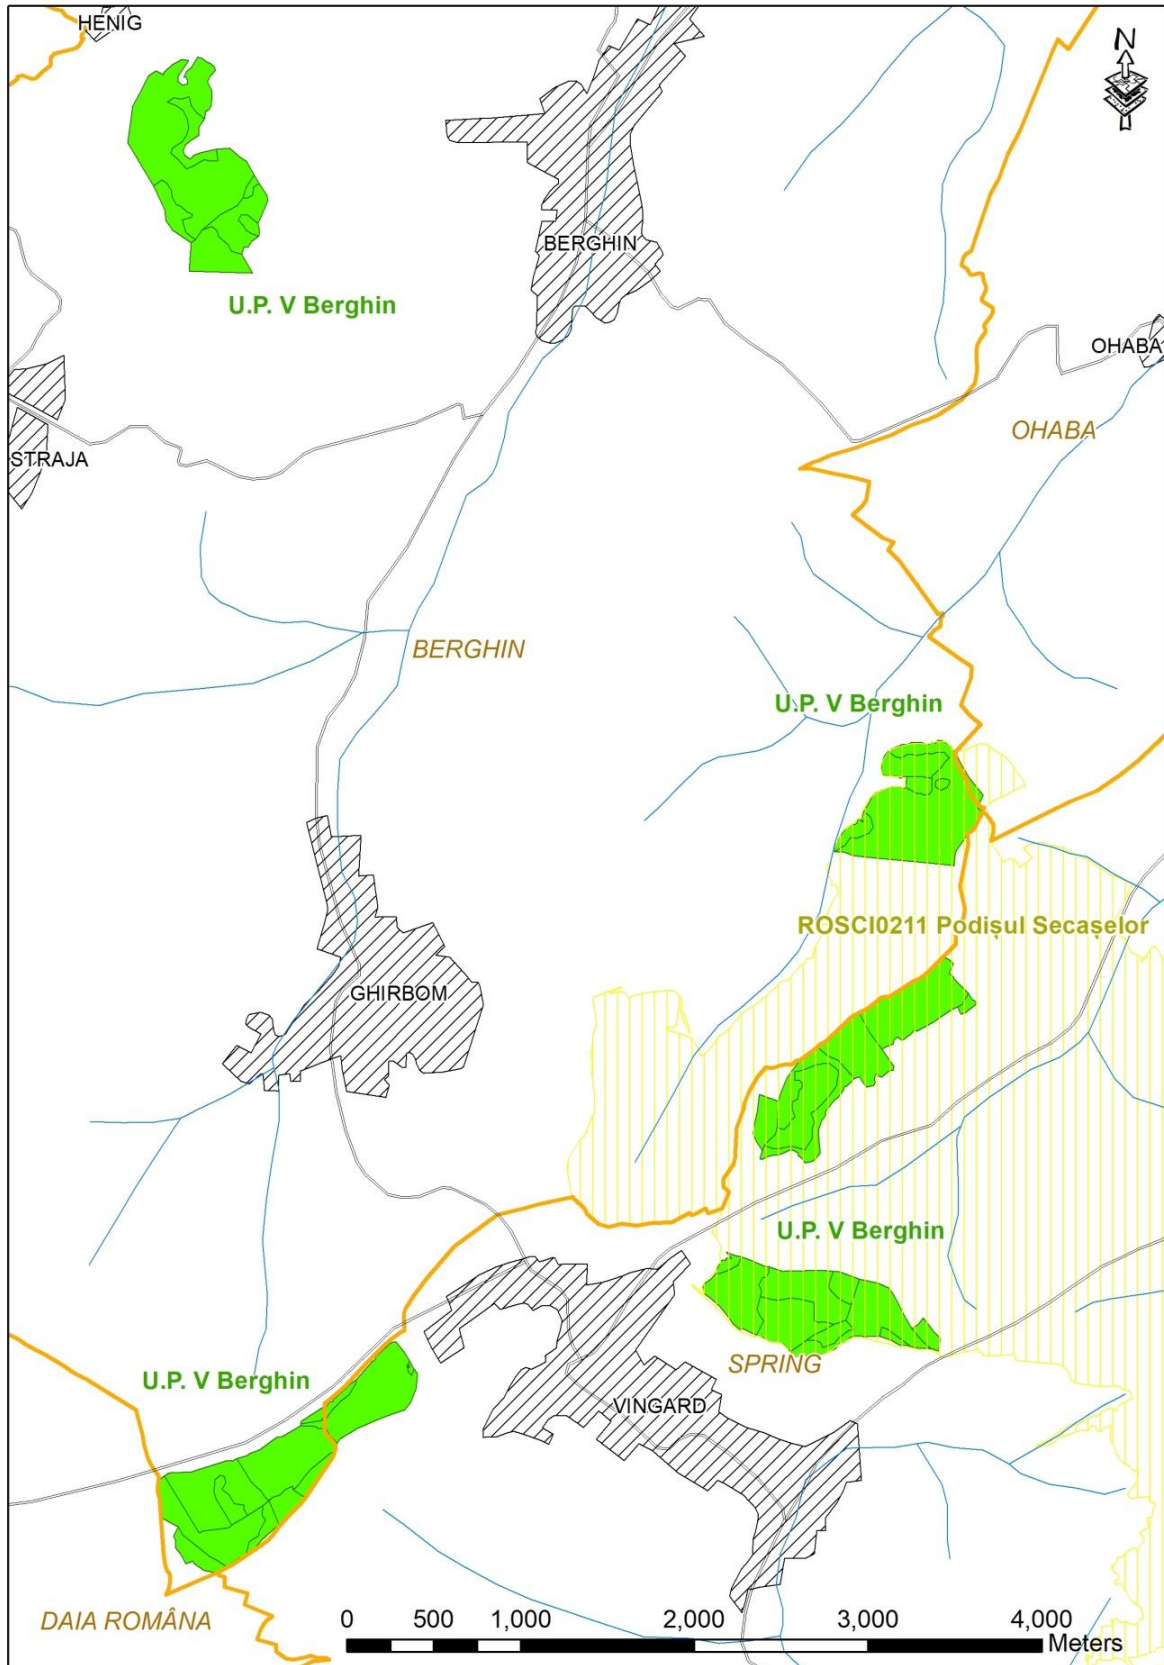 HENIG
N
BERGHIN
U.P. V Berghin
OHABA
OHABA
STRAJA
BERGHIN
U.P. V Berghin
ROSCI0211 Podișul Secașelor
GHIRBOM
U.P. V Berghin
SPRING
U.P. V Berghin
VINGARD
DAIA ROMÂNA
0 500 1,000 2,000 3,000 4,000
Meters